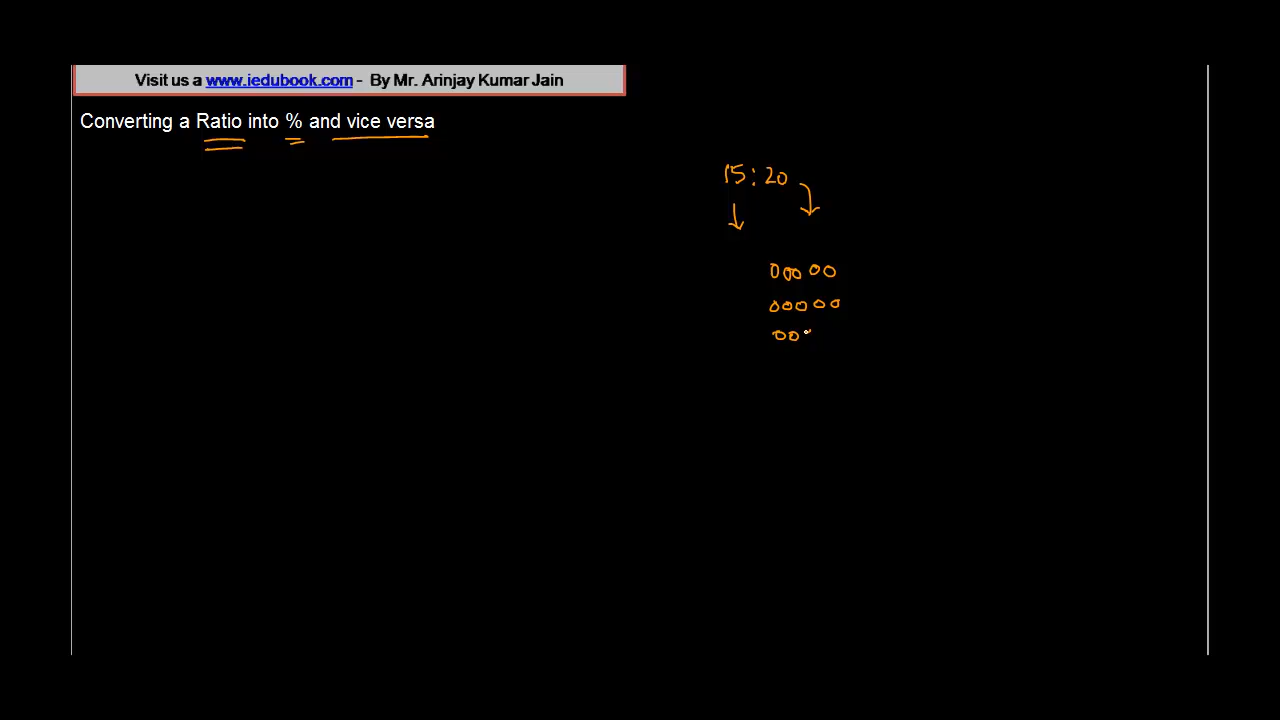 Visit us a www.iedubook.com - By Mr. Arinjay Kumar Jain
Converting a Ratio into % and vice versa
15:20